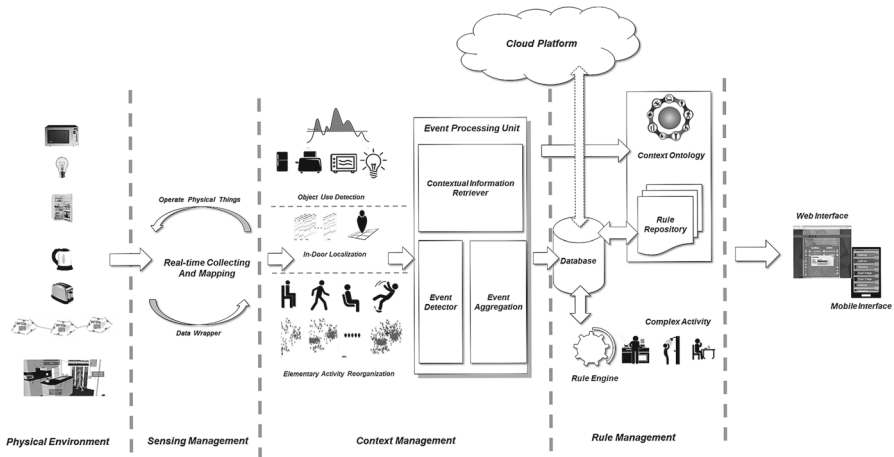 Cloud Platform
Event Processing Unit
Contextual Information
Retriever
Event
Detector
Event
Aggregation
Object Use Detection
In-Door Localization
Elementary Activity Reorganization
Operate Physical Things
Real-time Collecting
And Mapping
Data Wrapper
Context Ontology
Rule
Repository
Database
Complex Activity
Rule Engine
Web Interface
Mobile Interface
Physical Environment
Sensing Management
Context Management
Rule Management